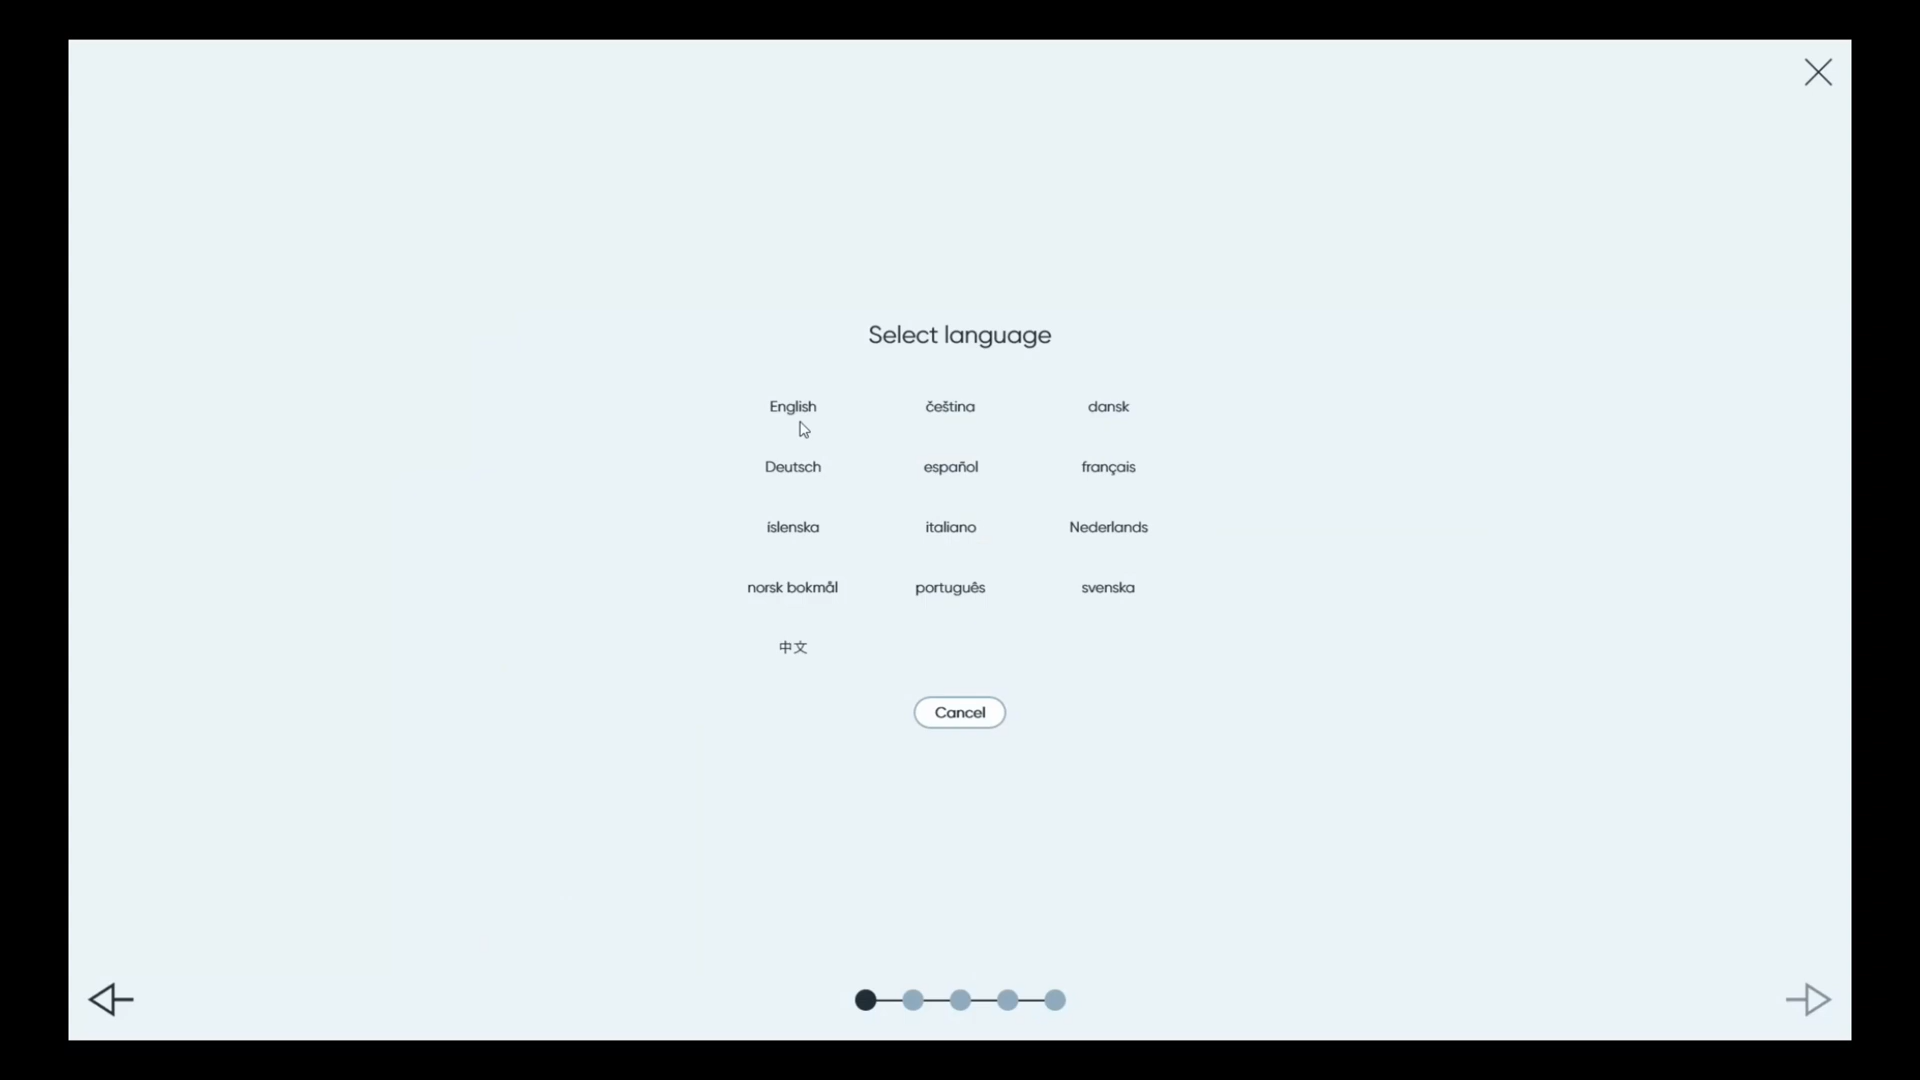 Select language
English čeština dansk
Deutsch español français
íslenska italiano Nederlands
norsk bokmål português svenska
中文
Cancel